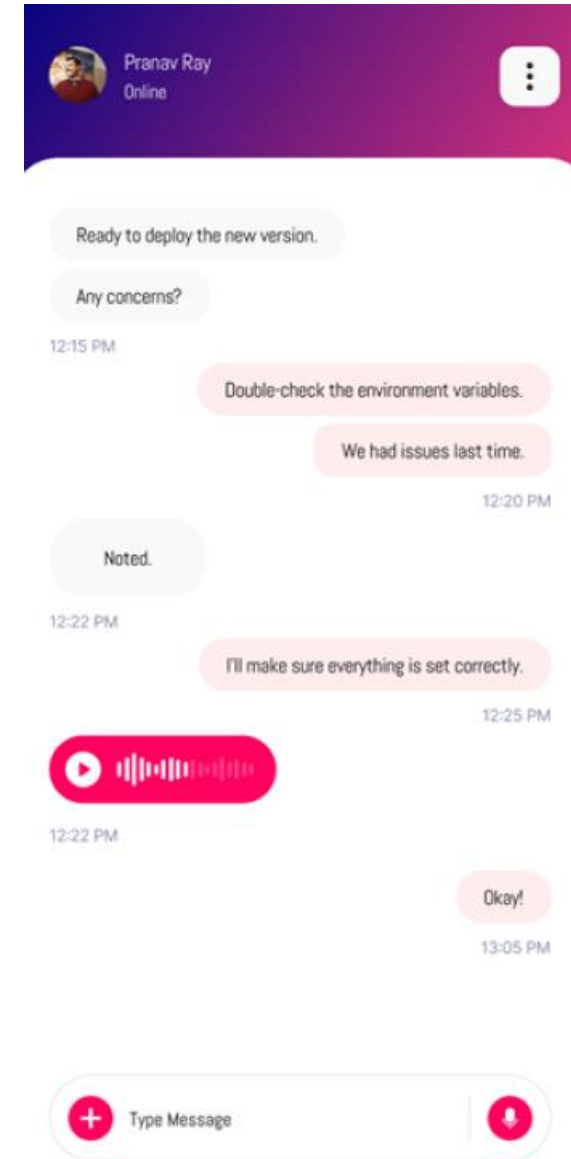 Pranav Ray
Online
Ready to deploy the new version.
Any concerns?
12:15 PM
Double-check the environment variables.
We had issues last time.
12:20 PM
Noted.
12:22 PM
I'll make sure everything is set correctly.
12:25 PM
12:22 PM
Okay!
13:05 PM
Type Message